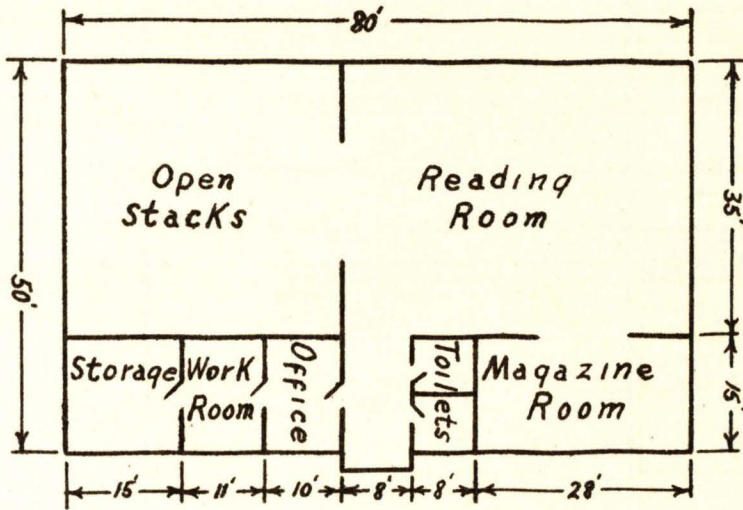 80'
Open
Stacks
Reading
Room
50'
35'
Storage
Work
Room
Office
Toilets
Magazine
Room
15'
15'
11'
10'
8'
8'
28'